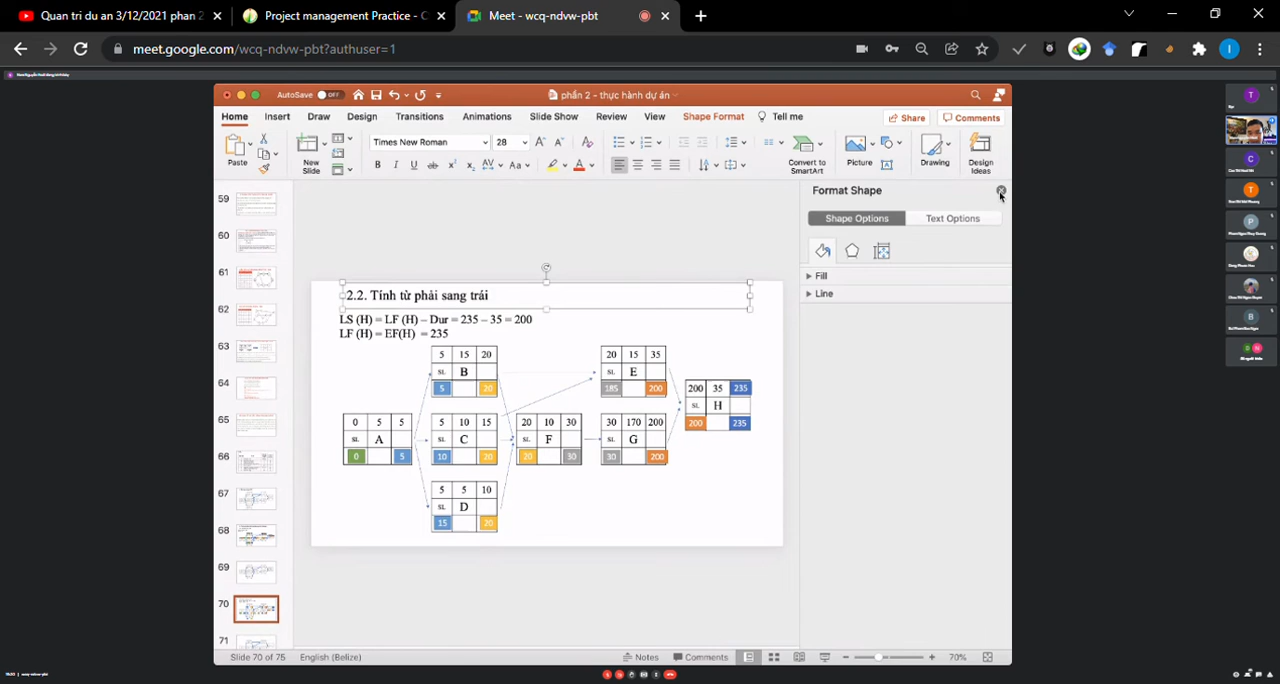 Quan tri du an 3/12/2021 phan 2
Project management Practice - C
Meet - wcq-ndvw-pbt
meet.google.com/wcq-ndvw-pbt?authuser=1
AutoSave OFF
phần 2 - thực hành dự án
Home Insert Draw Design Transitions Animations Slide Show Review View Shape Format Tell me Share Comments
Paste
New Slide
Times New Roman 28
Convert to SmartArt
Picture
Drawing
Design Ideas
Format Shape
Shape Options Text Options
Fill
Line
59
60
61
62
63
64
65
66
67
68
69
70
71
2.2. Tính từ phải sang trái
LS (H) = LF (H) – Dur = 235 – 35 = 200
LF (H) = EF(H) = 235
5 15 20
SL B
5 20
20 15 35
SL E
185 200
200 35 235
SL H
200 235
0 5 5
SL A
0 5
5 10 15
SL C
10 20
20 10 30
SL F
20 30
30 170 200
SL G
30 200
5 5 10
SL D
15 20
Slide 70 of 75 English (Belize) Notes Comments 70%